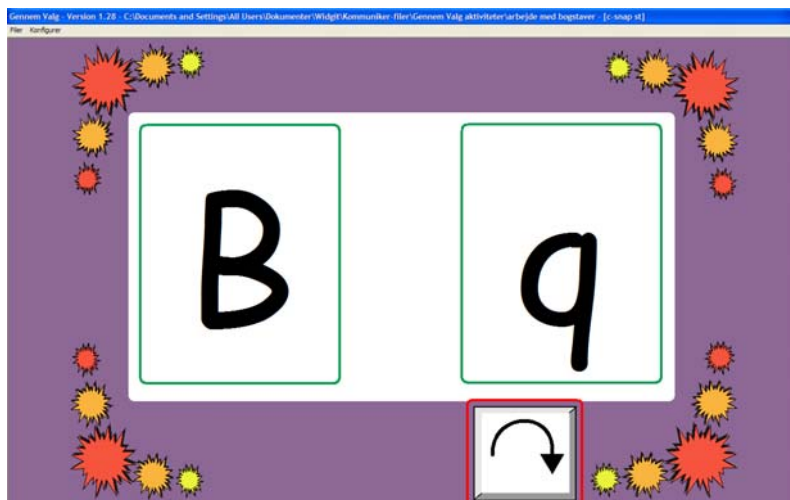 Gennem Valg - Version 1.28 - C:\Documents and Settings\All Users\Dokumenter\Widgit\Kommuniker-filer\Gennem Valg aktiviteter\arbejde med bogstaver - [c-snap st]
Filer Konfigurer
B q